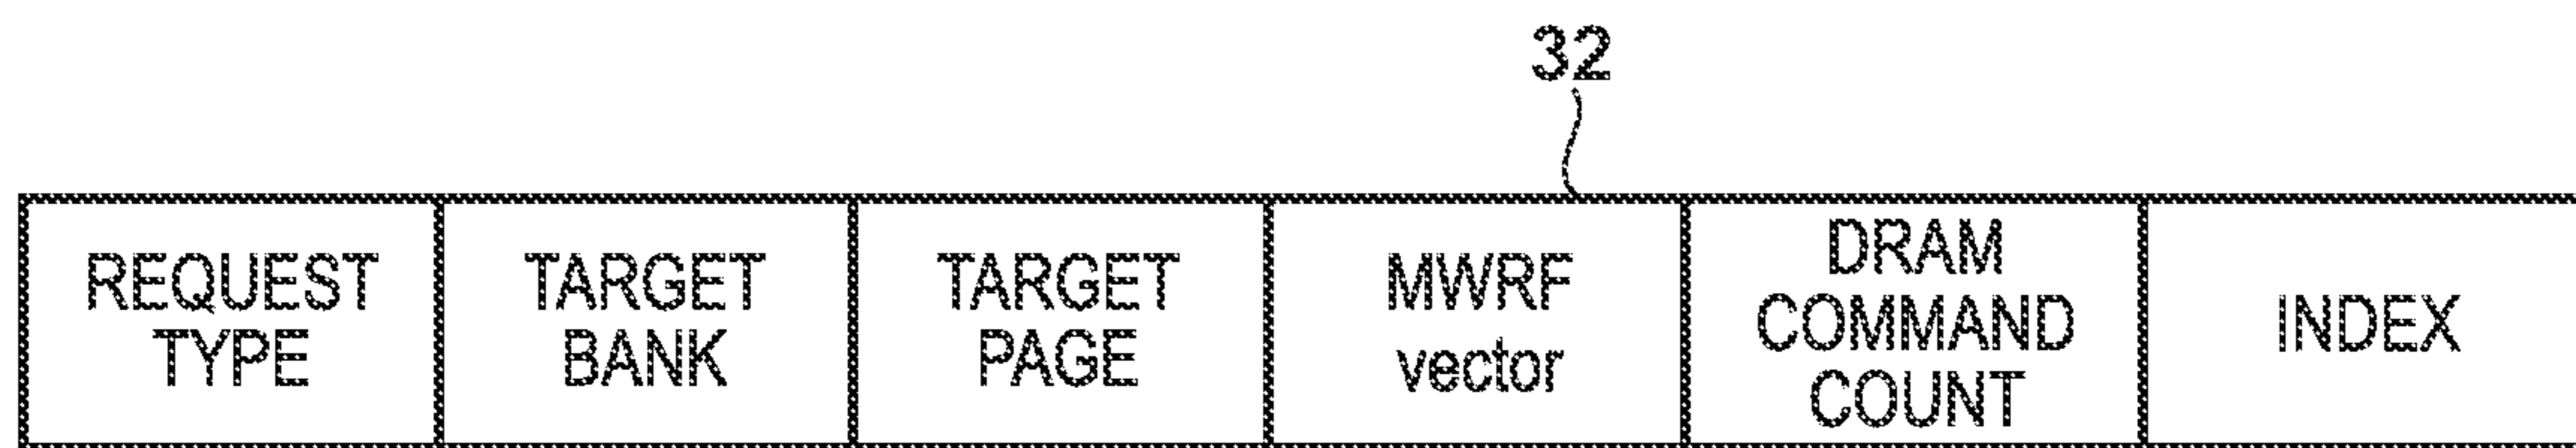 32
REQUEST
TYPE
TARGET
BANK
TARGET
PAGE
MWRF
vector
DRAM
COMMAND
COUNT
INDEX